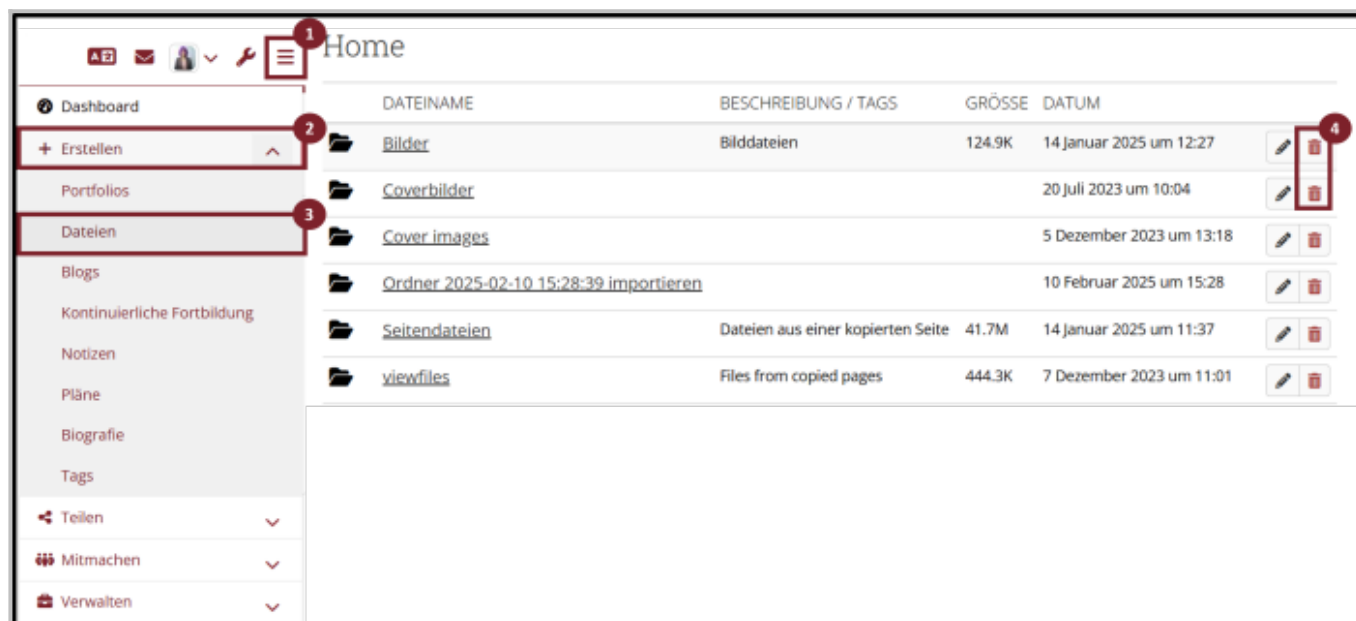 1
Home
Dashboard
2
Erstellen
Portfolios
3
Dateien
Blogs
Kontinuierliche Fortbildung
Notizen
Pläne
Biografie
Tags
Teilen
Mitmachen
Verwalten
DATEINAME BESCHREIBUNG / TAGS GRÖSSE DATUM
4
Bilder Bilddateien 124.9K 14 Januar 2025 um 12:27
Coverbilder 20 Juli 2023 um 10:04
Cover images 5 Dezember 2023 um 13:18
Ordner 2025-02-10 15:28:39 importieren 10 Februar 2025 um 15:28
Seitendateien Dateien aus einer kopierten Seite 41.7M 14 Januar 2025 um 11:37
viewfiles Files from copied pages 444.3K 7 Dezember 2023 um 11:01